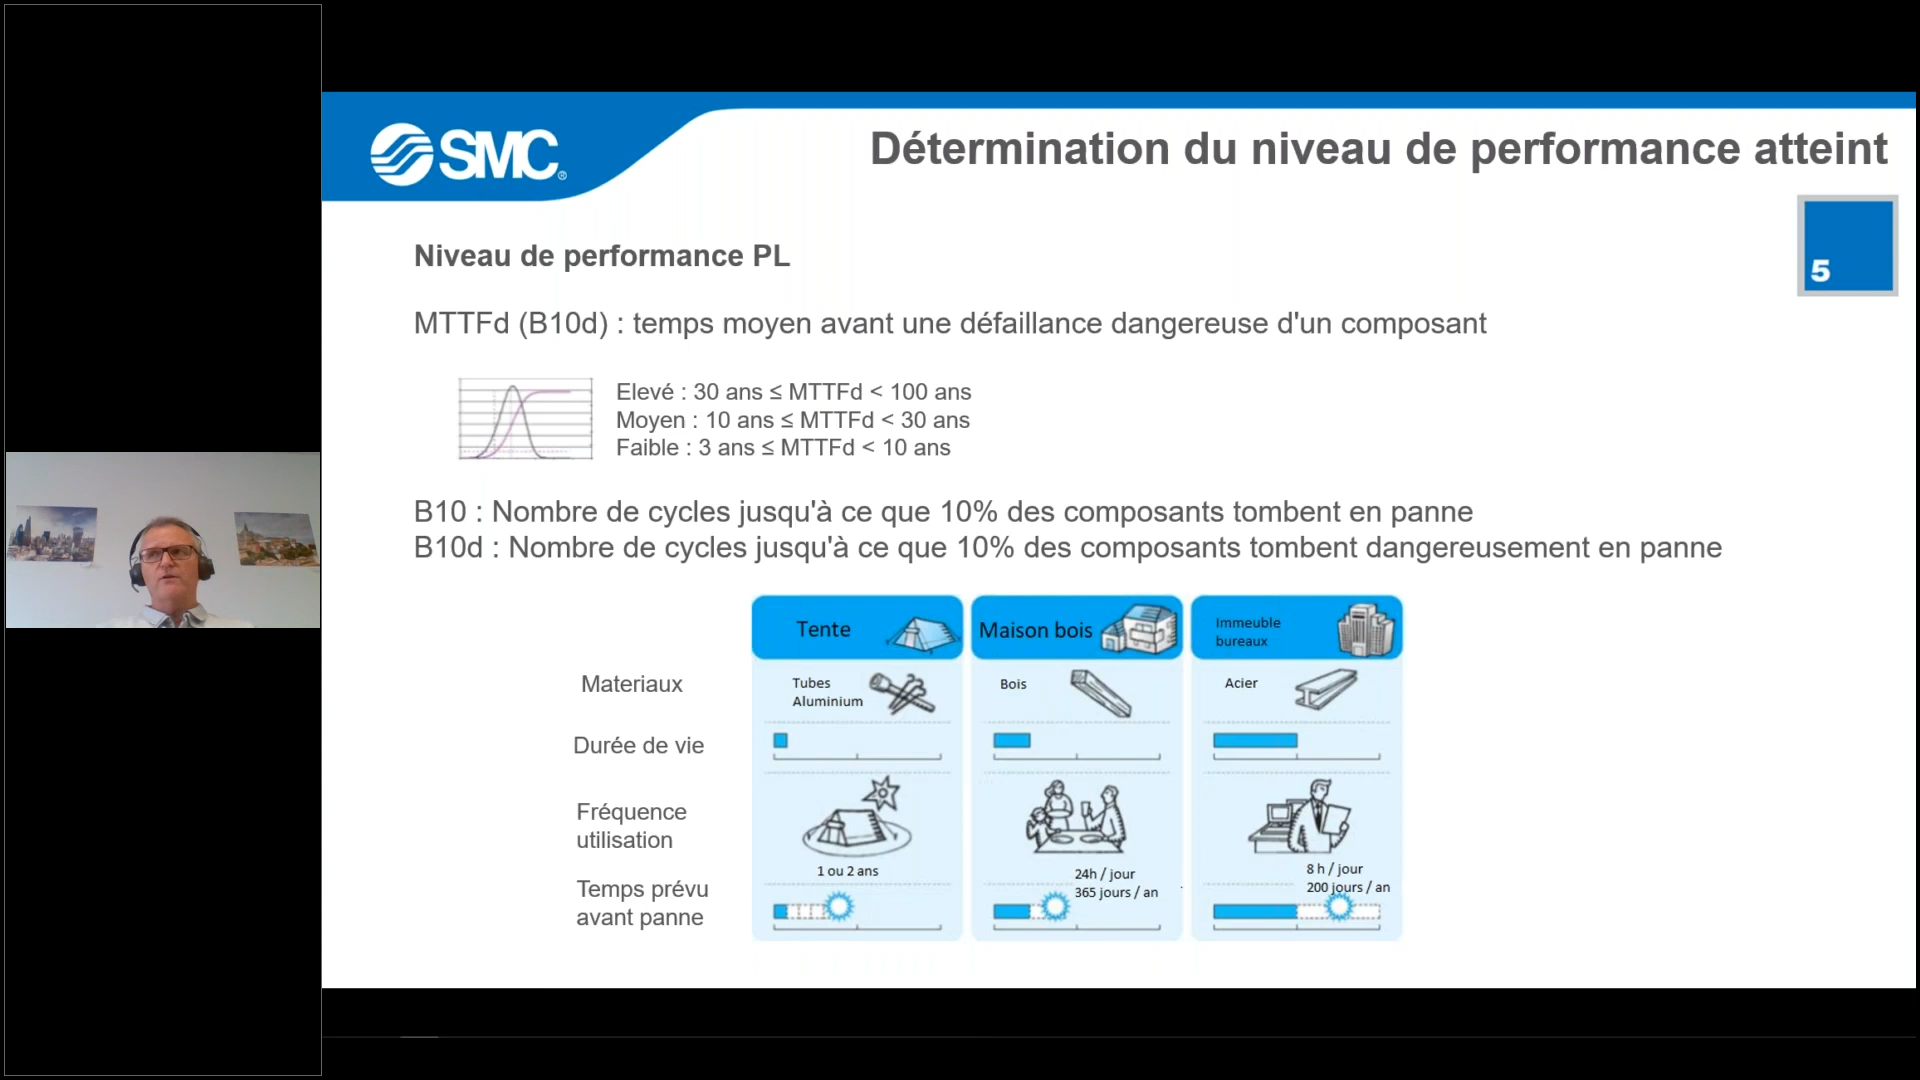 SMC®
Détermination du niveau de performance atteint
5
Niveau de performance PL
MTTFd (B10d) : temps moyen avant une défaillance dangereuse d'un composant
Elevé : 30 ans ≤ MTTFd < 100 ans
Moyen : 10 ans ≤ MTTFd < 30 ans
Faible : 3 ans ≤ MTTFd < 10 ans
B10 : Nombre de cycles jusqu'à ce que 10% des composants tombent en panne
B10d : Nombre de cycles jusqu'à ce que 10% des composants tombent dangereusement en panne
Tente
Maison bois
Immeuble
bureaux
Materiaux
Tubes
Aluminium
Bois
Acier
Durée de vie
Fréquence
utilisation
1 ou 2 ans
24h / jour
365 jours / an
8 h / jour
200 jours / an
Temps prévu
avant panne